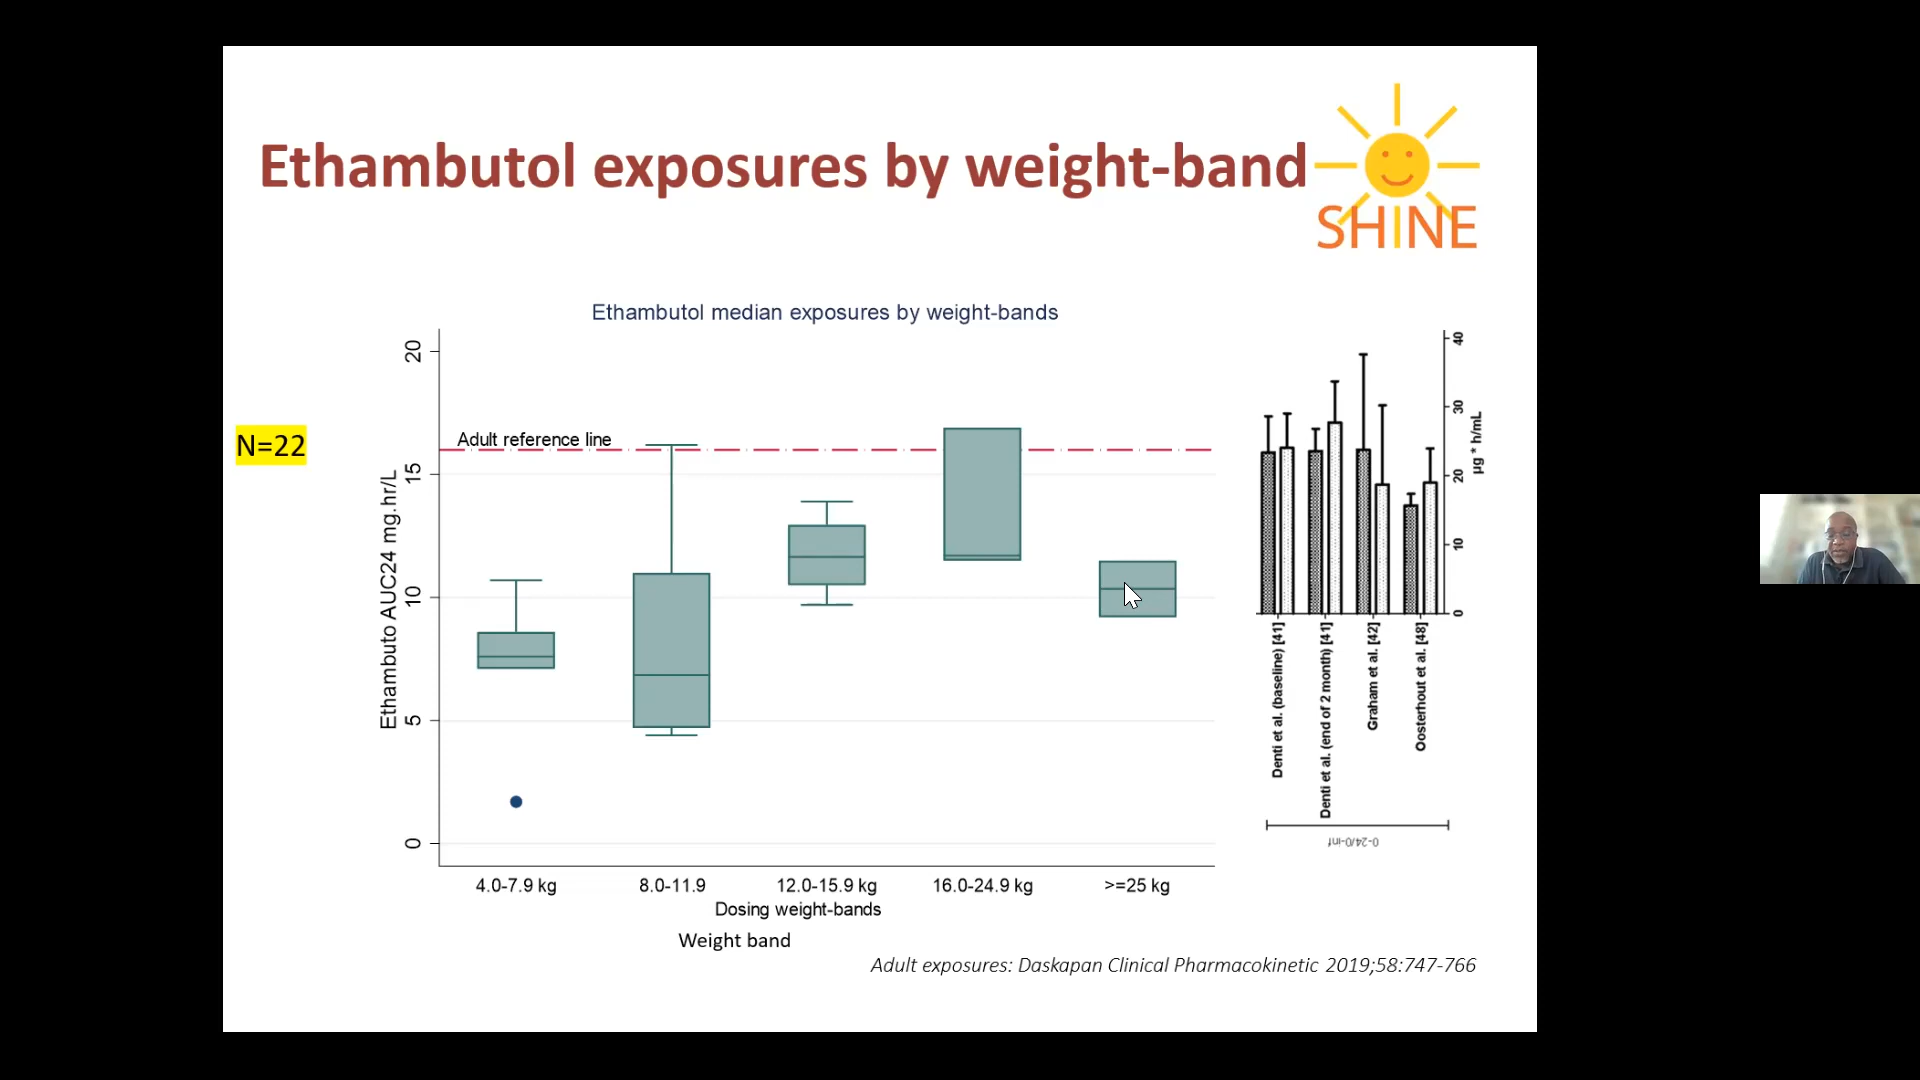 Ethambutol exposures by weight-band
SHINE
Ethambutol median exposures by weight-bands
N=22
Adult reference line
Ethambuto AUC24 mg.hr/L
20
15
10
5
0
4.0-7.9 kg
8.0-11.9
12.0-15.9 kg
16.0-24.9 kg
>=25 kg
Dosing weight-bands
Weight band
40
30
20
10
0
µg * h/mL
Denti et al. (baseline) [41]
Denti et al. (end of 2 month) [41]
Graham et al. [42]
Oosterhout et al. [48]
0-24/0-inf
Adult exposures: Daskapan Clinical Pharmacokinetic 2019;58:747-766